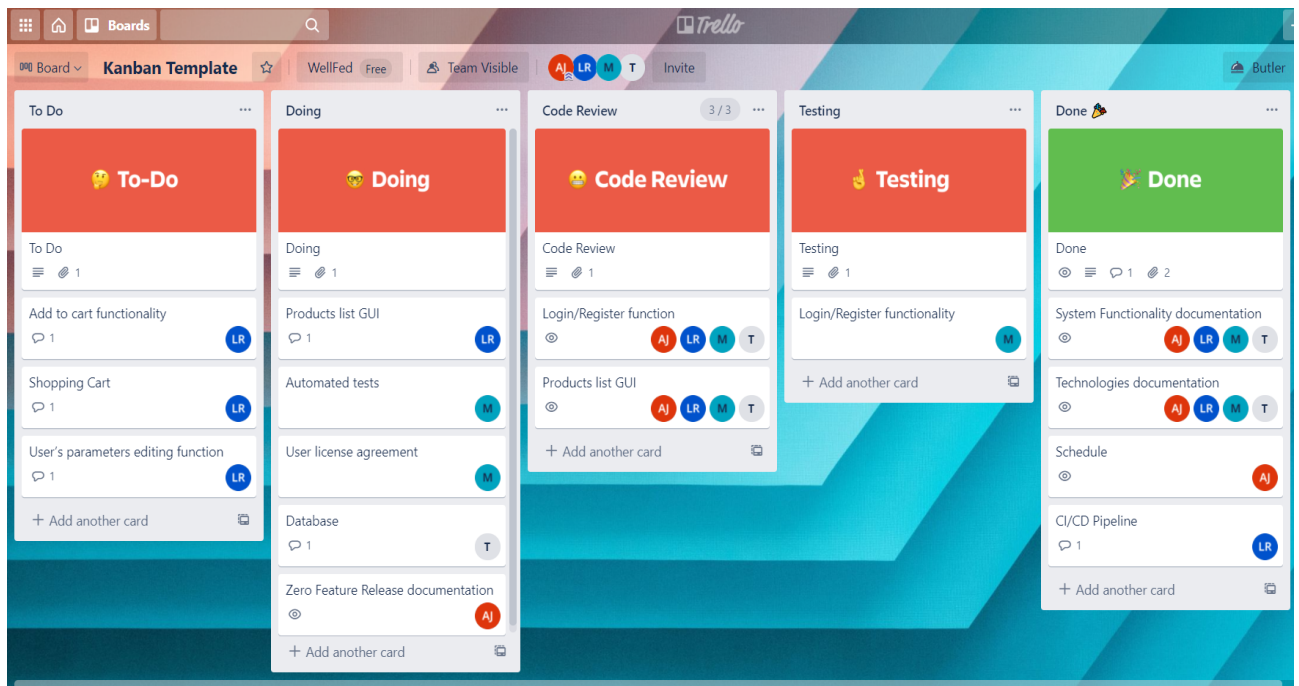 Boards
Trello
Board
Kanban Template
WellFed Free
Team Visible
AJ LR M T
Invite
Butler
To Do
To-Do
To Do
1
Add to cart functionality
1
LR
Shopping Cart
1
LR
User's parameters editing function
1
LR
+ Add another card
Doing
Doing
Doing
1
Products list GUI
1
LR
Automated tests
M
User license agreement
M
Database
1
T
Zero Feature Release documentation
AJ
+ Add another card
Code Review
3 / 3
Code Review
Code Review
1
Login/Register function
AJ LR M T
Products list GUI
AJ LR M T
+ Add another card
Testing
Testing
Testing
1
Login/Register functionality
M
+ Add another card
Done
Done
Done
1 2
System Functionality documentation
AJ LR M T
Technologies documentation
AJ LR M T
Schedule
AJ
CI/CD Pipeline
1
LR
+ Add another card